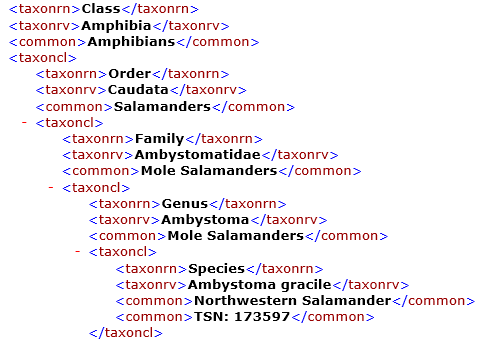 <taxonrn>Class</taxonrn>
<taxonrv>Amphibia</taxonrv>
<common>Amphibians</common>
<taxoncl>
<taxonrn>Order</taxonrn>
<taxonrv>Caudata</taxonrv>
<common>Salamanders</common>
- <taxoncl>
<taxonrn>Family</taxonrn>
<taxonrv>Ambystomatidae</taxonrv>
<common>Mole Salamanders</common>
- <taxoncl>
<taxonrn>Genus</taxonrn>
<taxonrv>Ambystoma</taxonrv>
<common>Mole Salamanders</common>
- <taxoncl>
<taxonrn>Species</taxonrn>
<taxonrv>Ambystoma gracile</taxonrv>
<common>Northwestern Salamander</common>
<common>TSN: 173597</common>
</taxoncl>